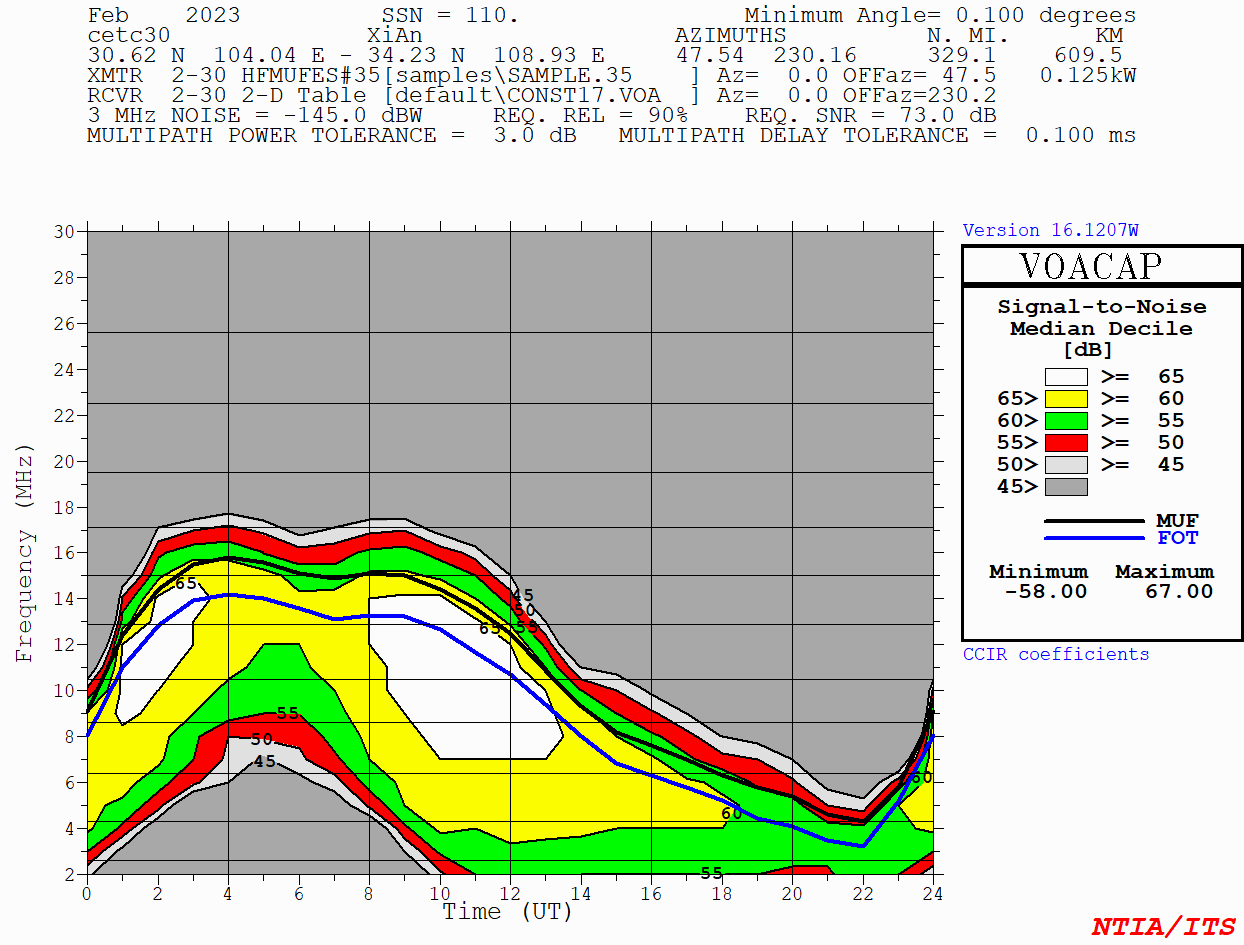 Feb    2023          SSN = 110.                Minimum Angle= 0.100 degrees
cetc30              XiAn                  AZIMUTHS          N. MI.      KM
30.62 N  104.04 E - 34.23 N  108.93 E     47.54  230.16     329.1    609.5
XMTR  2-30 HFMUFES#35[samples\SAMPLE.35    ] Az=  0.0 OFFaz= 47.5   0.125kW
RCVR  2-30 2-D Table [default\CONST17.VOA  ] Az=  0.0 OFFaz=230.2
3 MHz NOISE = -145.0 dBW     REQ. REL = 90%    REQ. SNR = 73.0 dB
MULTIPATH POWER TOLERANCE =  3.0 dB   MULTIPATH DELAY TOLERANCE =  0.100 ms
Version 16.1207W
VOACAP
Signal-to-Noise
Median Decile
[dB]
>= 65
65> >= 60
60> >= 55
55> >= 50
50> >= 45
45>
MUF
FOT
Minimum Maximum
-58.00 67.00
CCIR coefficients
Frequency (MHz)
30
28
26
24
22
20
18
16
14
12
10
8
6
4
2
65
45
50
55
65
55
50
45
60
60
55
0 2 4 6 8 10 12 14 16 18 20 22 24
Time (UT)
NTIA/ITS